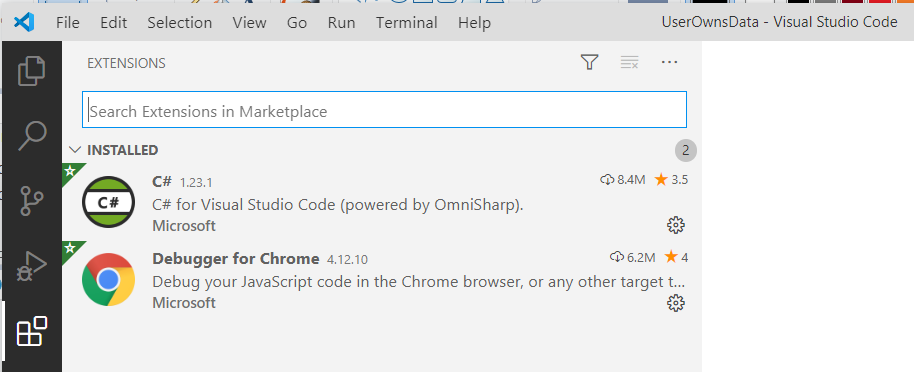 File Edit Selection View Go Run Terminal Help UserOwnsData - Visual Studio Code
EXTENSIONS
Search Extensions in Marketplace
INSTALLED 2
C# 1.23.1 8.4M 3.5
C#
C# for Visual Studio Code (powered by OmniSharp).
Microsoft
Debugger for Chrome 4.12.10 6.2M 4
Debug your JavaScript code in the Chrome browser, or any other target t...
Microsoft